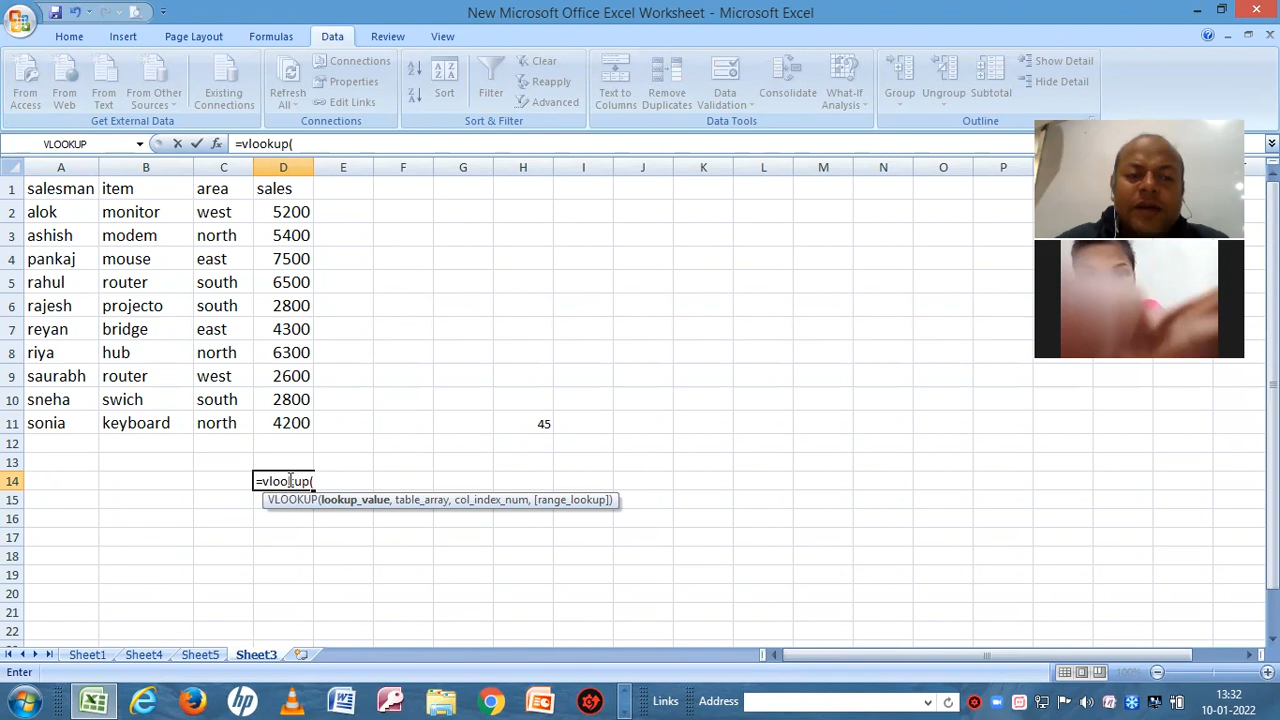 New Microsoft Office Excel Worksheet - Microsoft Excel
Home Insert Page Layout Formulas Data Review View
From Access From Web From Text From Other Sources Existing Connections
Get External Data
Refresh All Connections Properties Edit Links
Connections
Sort Filter Clear Reapply Advanced
Sort & Filter
Text to Columns Remove Duplicates Data Validation Consolidate What-If Analysis
Data Tools
Group Ungroup Subtotal Show Detail Hide Detail
Outline
VLOOKUP =vlookup(
A B C D E F G H I J K L M N O P
1 salesman item area sales
2 alok monitor west 5200
3 ashish modem north 5400
4 pankaj mouse east 7500
5 rahul router south 6500
6 rajesh projecto south 2800
7 reyan bridge east 4300
8 riya hub north 6300
9 saurabh router west 2600
10 sneha swich south 2800
11 sonia keyboard north 4200 45
12
13
14 =vlookup(
15 VLOOKUP(lookup_value, table_array, col_index_num, [range_lookup])
16
17
18
19
20
21
22
Sheet1 Sheet4 Sheet5 Sheet3
Enter 100%
Links Address 13:32
10-01-2022